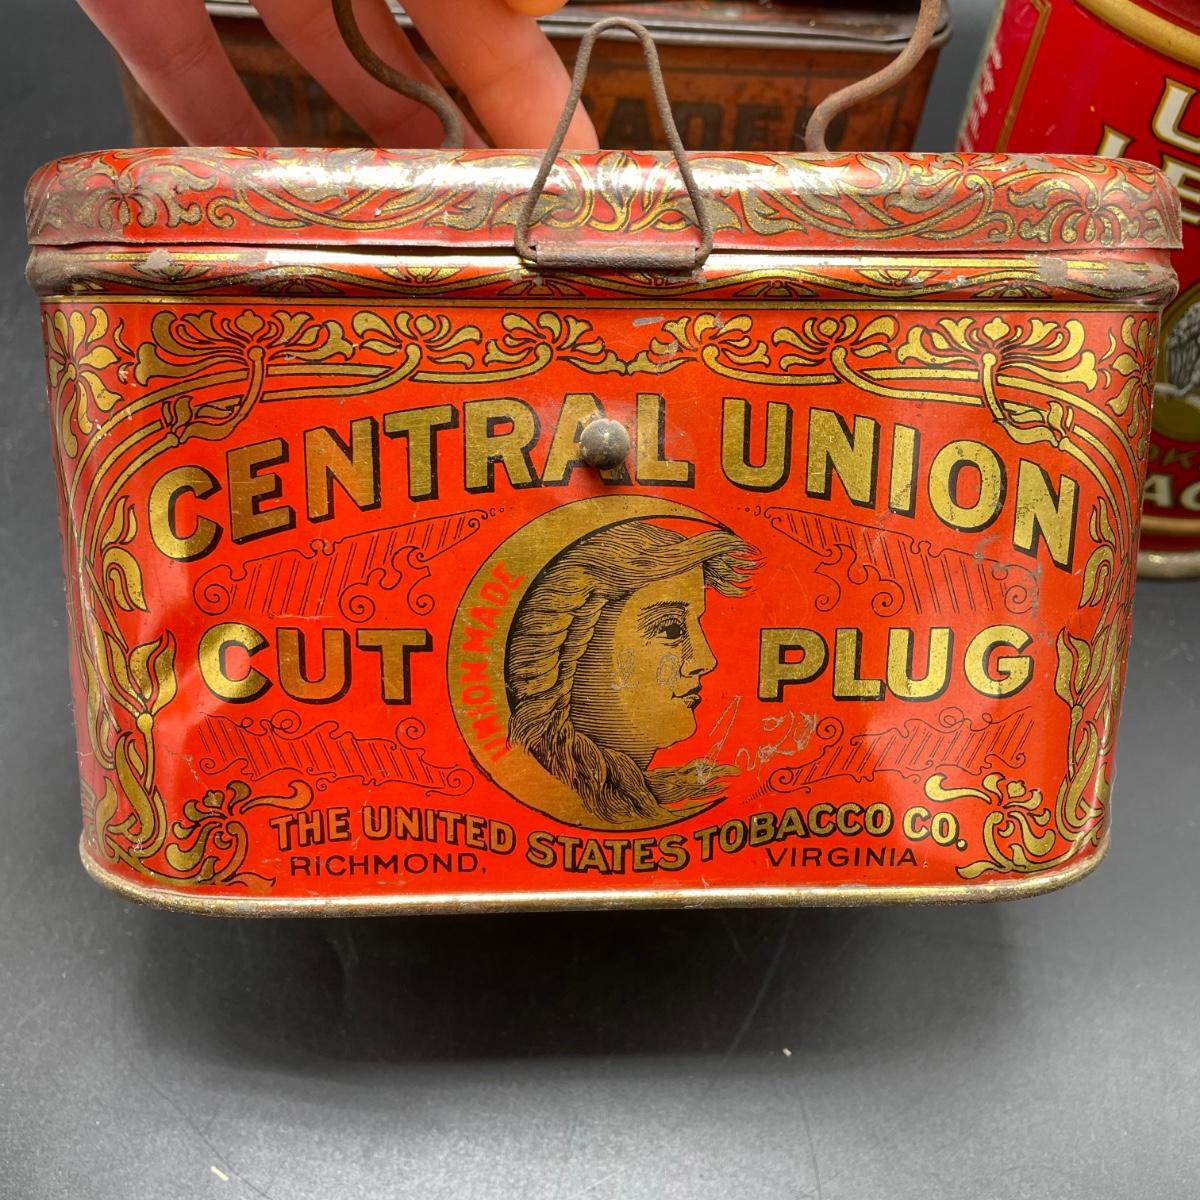 CENTRAL UNION
CUT PLUG
UNION MADE
THE UNITED STATES TOBACCO CO.
RICHMOND, VIRGINIA